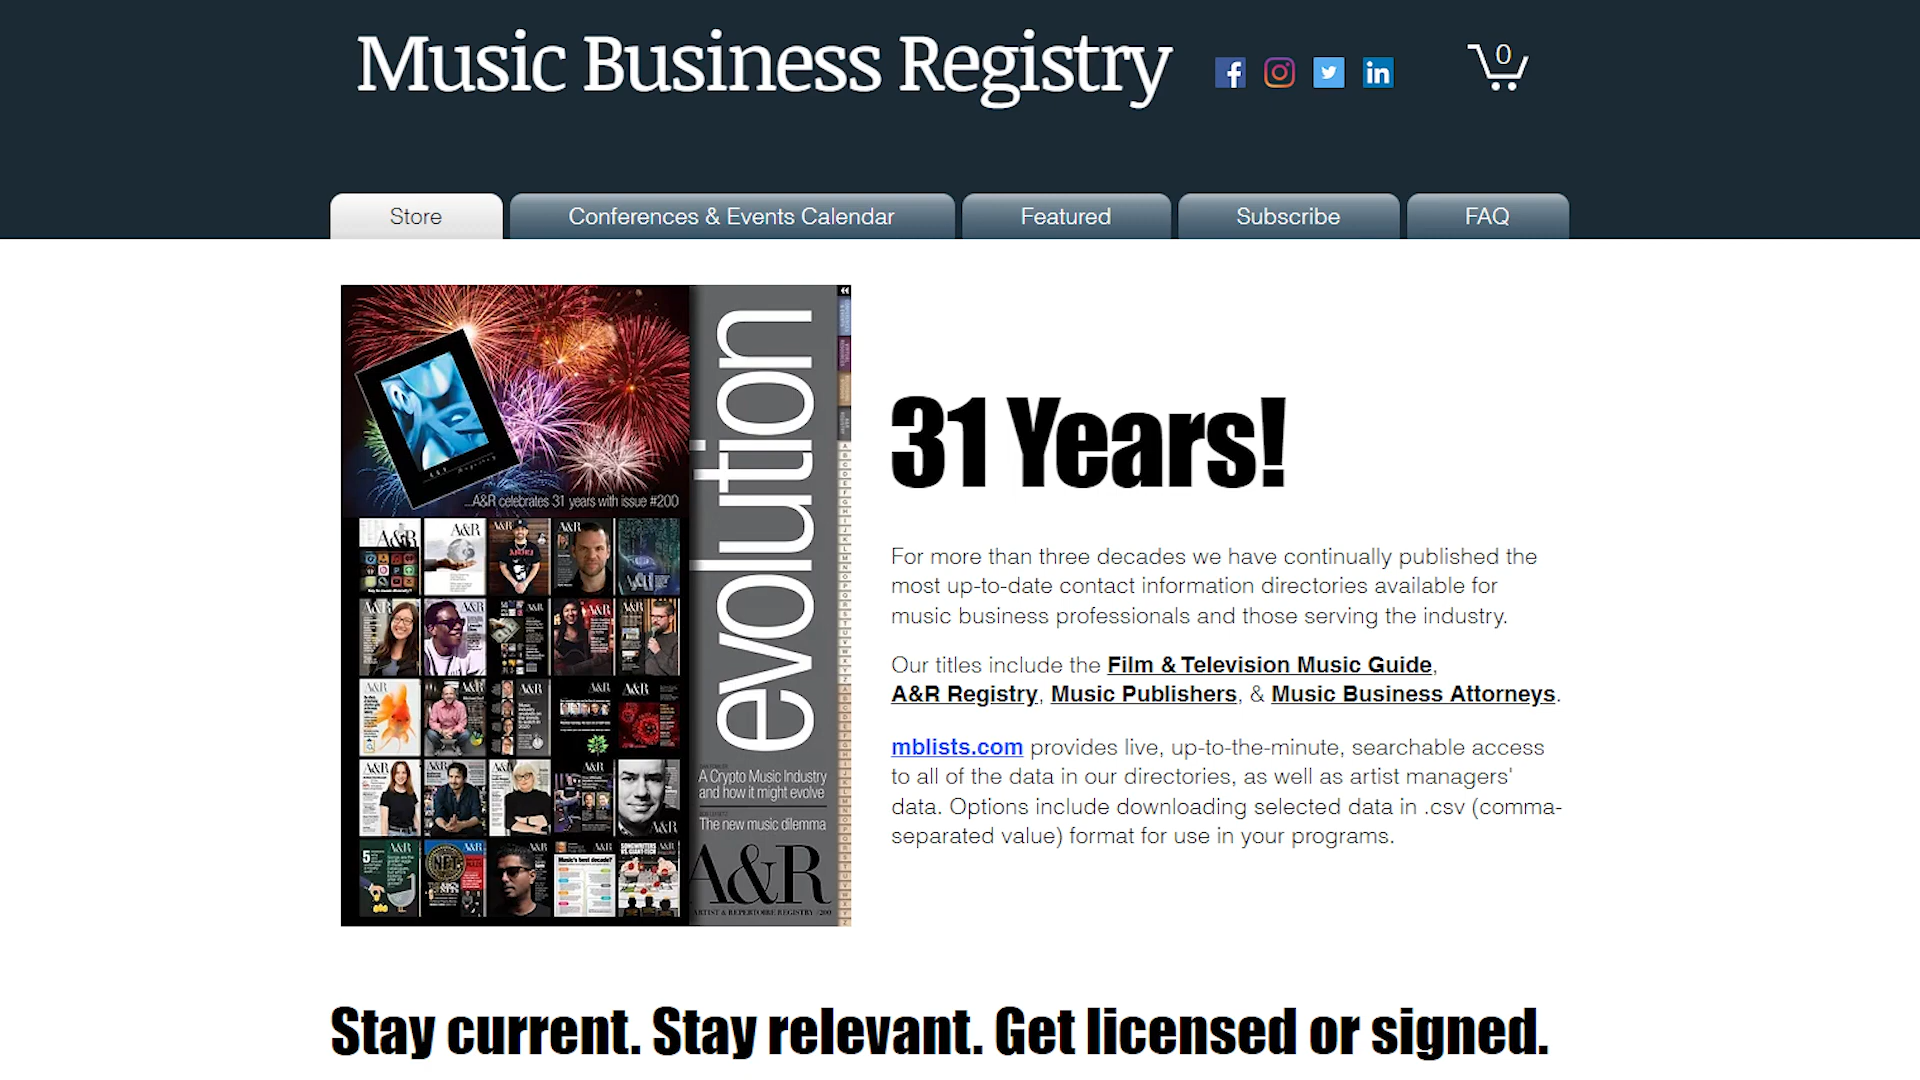 Music Business Registry
0
Store
Conferences & Events Calendar
Featured
Subscribe
FAQ
evolution
...A&R celebrates 31 years with issue #200
A Crypto Music Industry
and how it might evolve
The new music dilemma
A&R
ARTIST & REPERTOIRE REGISTRY #200
31 Years!
For more than three decades we have continually published the
most up-to-date contact information directories available for
music business professionals and those serving the industry.
Our titles include the Film & Television Music Guide,
A&R Registry, Music Publishers, & Music Business Attorneys.
mblists.com provides live, up-to-the-minute, searchable access
to all of the data in our directories, as well as artist managers'
data. Options include downloading selected data in .csv (comma-
separated value) format for use in your programs.
Stay current. Stay relevant. Get licensed or signed.